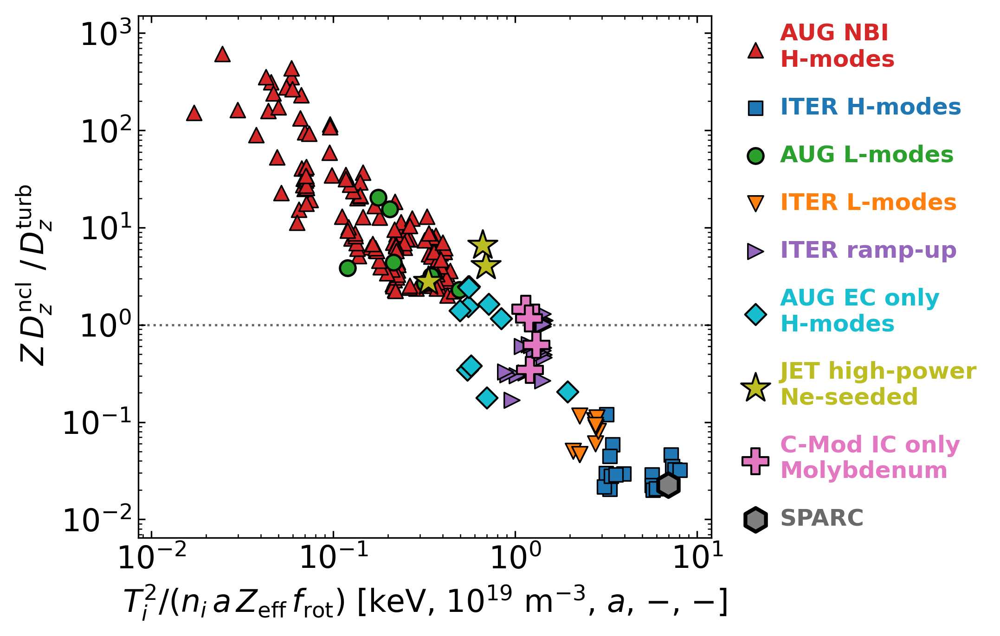 10³
10²
10¹
10⁰
10⁻¹
10⁻²
Z D_z^ncl / D_z^turb
10⁻²
10⁻¹
10⁰
10¹
T_i²/(n_i a Z_eff f_rot) [keV, 10¹⁹ m⁻³, a, −, −]
AUG NBI
H-modes
ITER H-modes
AUG L-modes
ITER L-modes
ITER ramp-up
AUG EC only
H-modes
JET high-power
Ne-seeded
C-Mod IC only
Molybdenum
SPARC